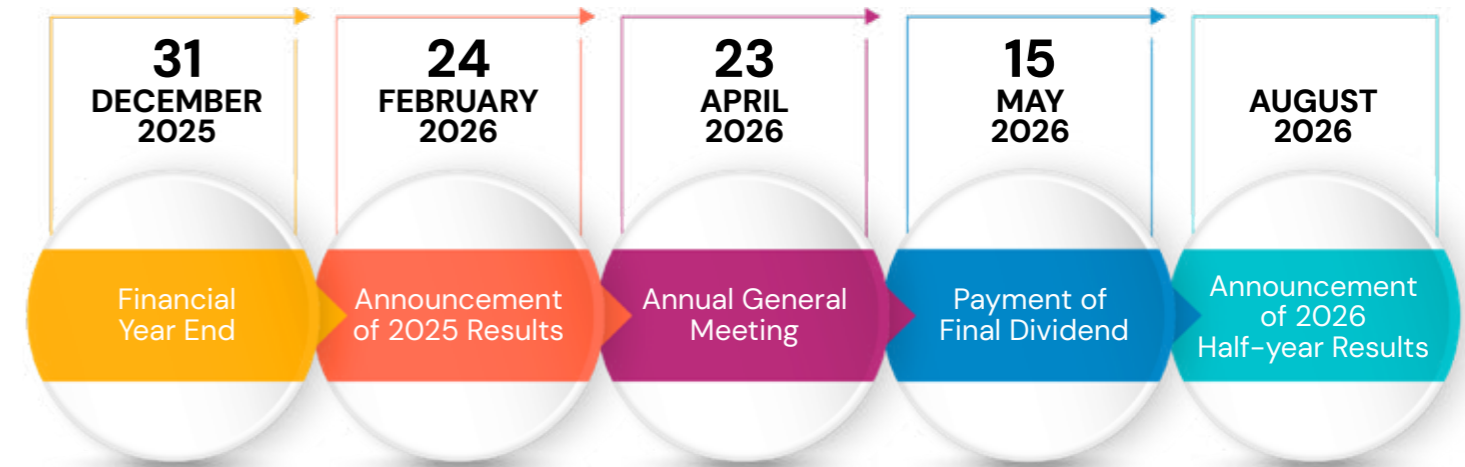 31
DECEMBER
2025
24
FEBRUARY
2026
23
APRIL
2026
15
MAY
2026
AUGUST
2026
Financial
Year End
Announcement
of 2025 Results
Annual General
Meeting
Payment of
Final Dividend
Announcement
of 2026
Half-year Results